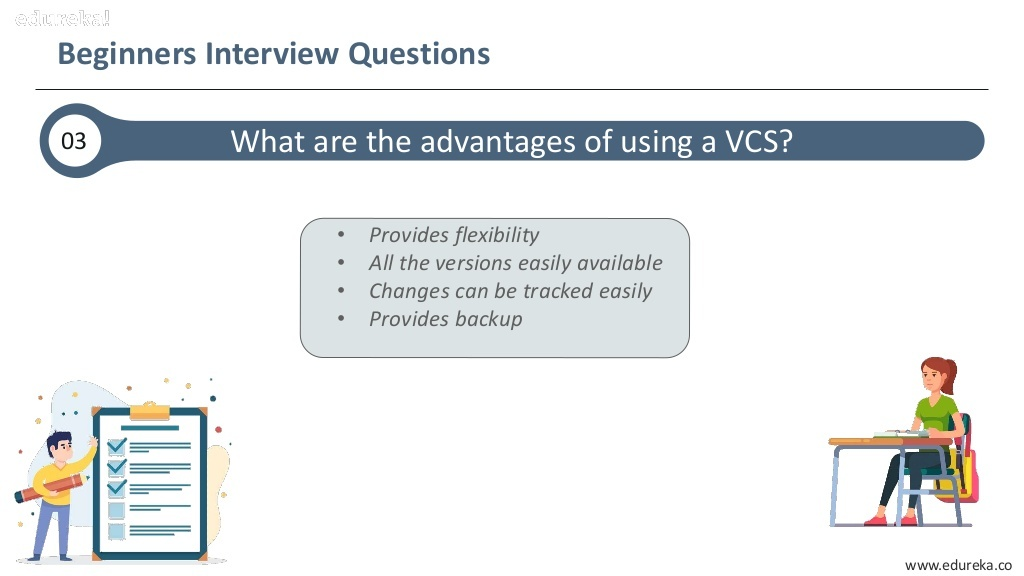 edureka!
Beginners Interview Questions
03
What are the advantages of using a VCS?
• Provides flexibility
• All the versions easily available
• Changes can be tracked easily
• Provides backup
www.edureka.co